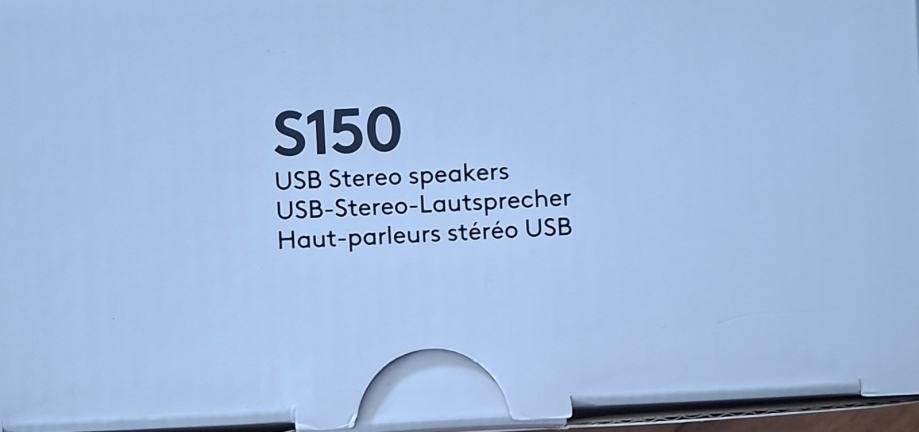 S150
USB Stereo speakers
USB-Stereo-Lautsprecher
Haut-parleurs stéréo USB